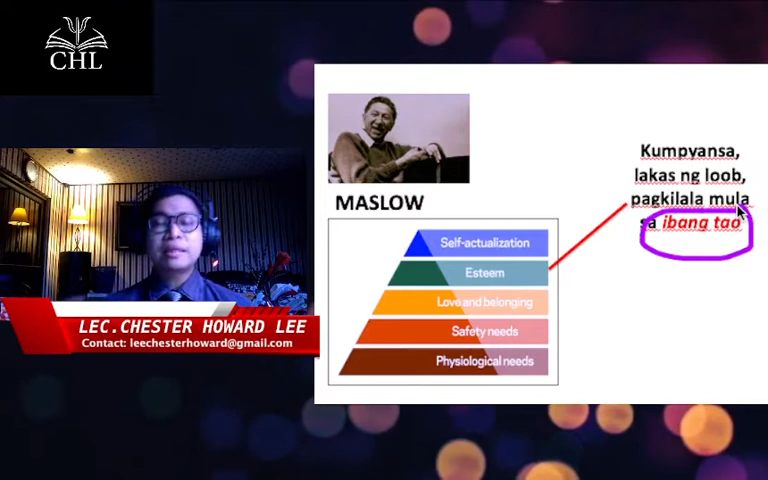 CHL
MASLOW
Self-actualization
Esteem
Love and belonging
Safety needs
Physiological needs
Kumpyansa,
lakas ng loob,
pagkilala mula
sa ibang tao
LEC.CHESTER HOWARD LEE
Contact: leechesterhoward@gmail.com